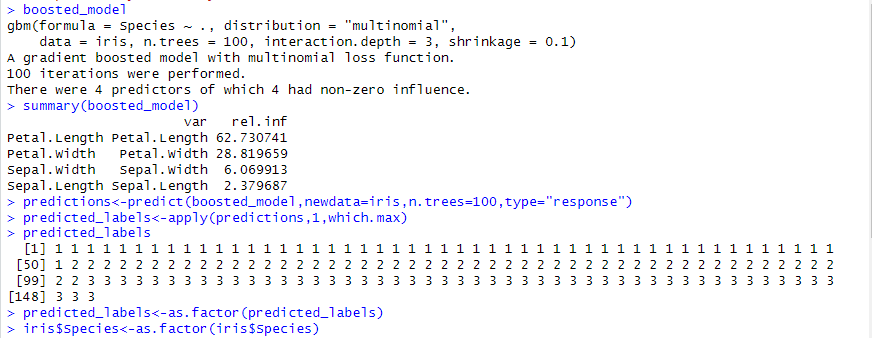 > boosted_model
gbm(formula = Species ~ ., distribution = "multinomial",
    data = iris, n.trees = 100, interaction.depth = 3, shrinkage = 0.1)
A gradient boosted model with multinomial loss function.
100 iterations were performed.
There were 4 predictors of which 4 had non-zero influence.
> summary(boosted_model)
                      var   rel.inf
Petal.Length Petal.Length 62.730741
Petal.Width   Petal.Width 28.819659
Sepal.Width   Sepal.Width  6.069913
Sepal.Length Sepal.Length  2.379687
> predictions<-predict(boosted_model,newdata=iris,n.trees=100,type="response")
> predicted_labels<-apply(predictions,1,which.max)
> predicted_labels
  [1] 1 1 1 1 1 1 1 1 1 1 1 1 1 1 1 1 1 1 1 1 1 1 1 1 1 1 1 1 1 1 1 1 1 1 1 1 1 1 1 1 1 1 1 1 1 1 1 1 1
 [50] 1 2 2 2 2 2 2 2 2 2 2 2 2 2 2 2 2 2 2 2 2 2 2 2 2 2 2 2 2 2 2 2 2 2 2 2 2 2 2 2 2 2 2 2 2 2 2 2 2
 [99] 2 2 3 3 3 3 3 3 3 3 3 3 3 3 3 3 3 3 3 3 3 3 3 3 3 3 3 3 3 3 3 3 3 3 3 3 3 3 3 3 3 3 3 3 3 3 3 3 3
[148] 3 3 3
> predicted_labels<-as.factor(predicted_labels)
> iris$Species<-as.factor(iris$Species)